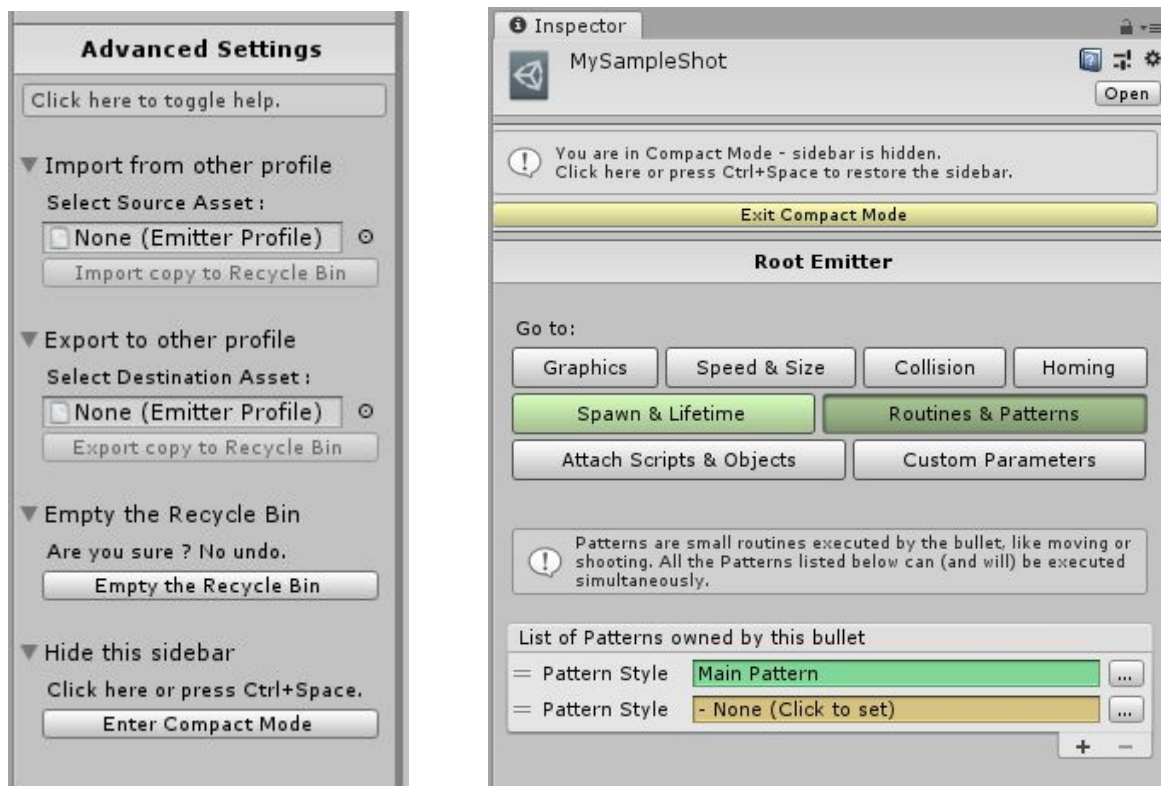 Advanced Settings
Click here to toggle help.
Import from other profile
Select Source Asset :
None (Emitter Profile)
Import copy to Recycle Bin
Export to other profile
Select Destination Asset :
None (Emitter Profile)
Export copy to Recycle Bin
Empty the Recycle Bin
Are you sure ? No undo.
Empty the Recycle Bin
Hide this sidebar
Click here or press Ctrl+Space.
Enter Compact Mode
Inspector
MySampleShot
Open
You are in Compact Mode - sidebar is hidden.
Click here or press Ctrl+Space to restore the sidebar.
Exit Compact Mode
Root Emitter
Go to:
Graphics Speed & Size Collision Homing
Spawn & Lifetime Routines & Patterns
Attach Scripts & Objects Custom Parameters
Patterns are small routines executed by the bullet, like moving or
shooting. All the Patterns listed below can (and will) be executed
simultaneously.
List of Patterns owned by this bullet
Pattern Style Main Pattern ...
Pattern Style - None (Click to set) ...
+ −